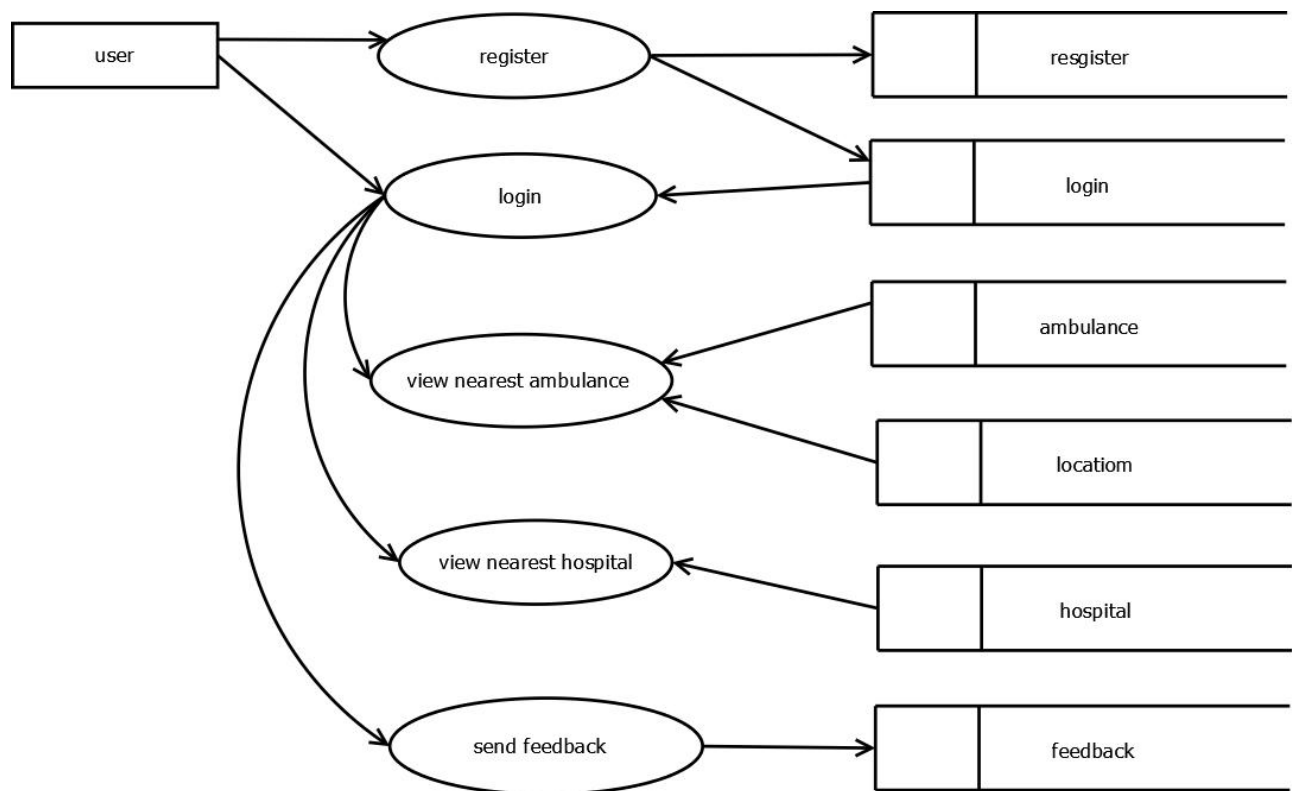 user
register
resgister
login
login
ambulance
view nearest ambulance
locatiom
view nearest hospital
hospital
send feedback
feedback